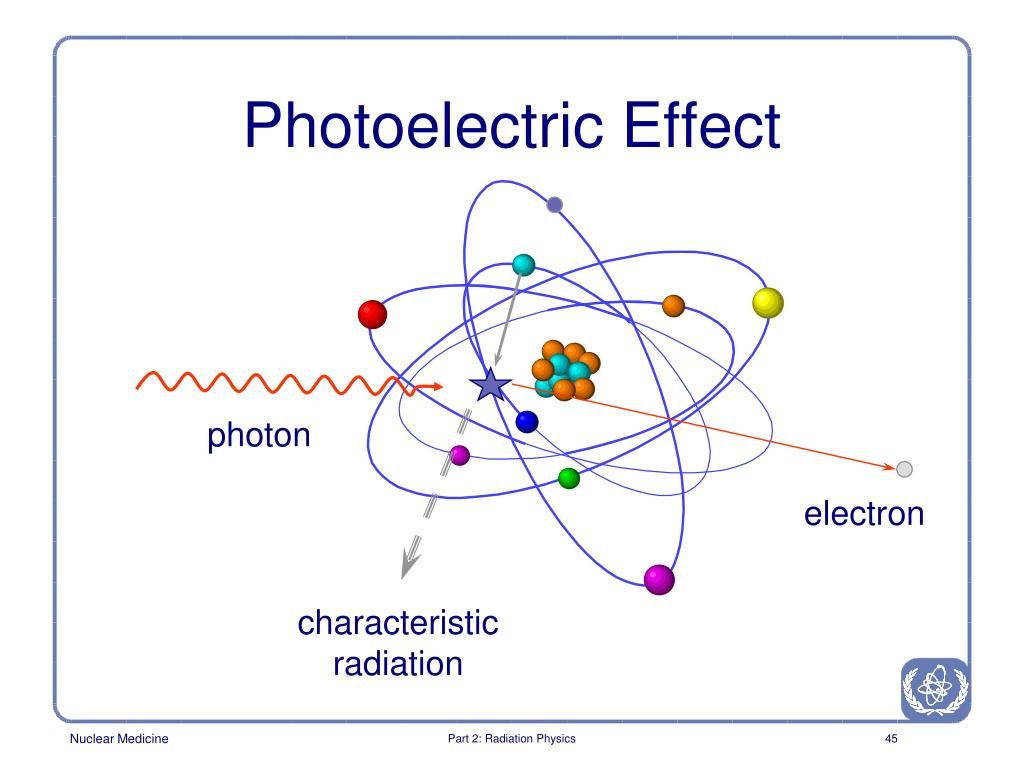 Photoelectric Effect
photon
electron
characteristic
radiation
Nuclear Medicine
Part 2: Radiation Physics
45